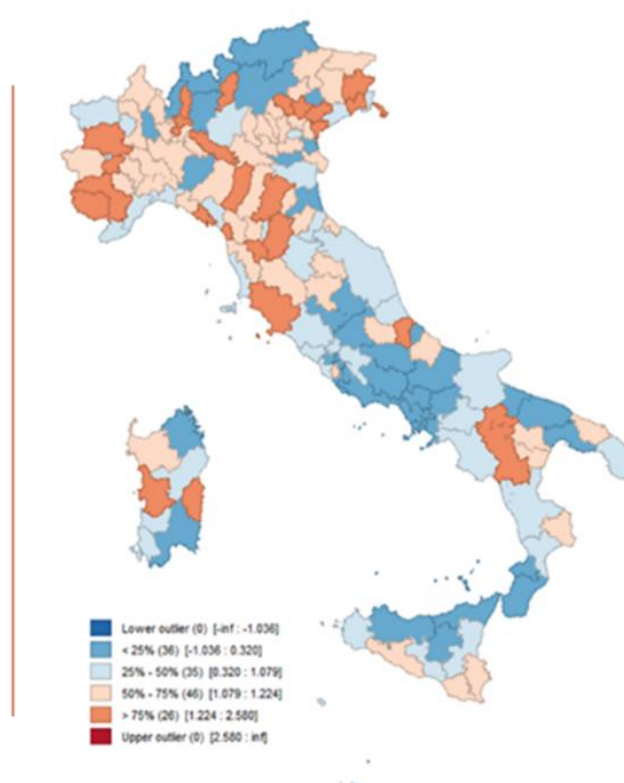 Lower outlier (0) [-inf : -1.036]
< 25% (36) [-1.036 : 0.320]
25% - 50% (35) [0.320 : 1.079]
50% - 75% (46) [1.079 : 1.224]
> 75% (26) [1.224 : 2.580]
Upper outlier (0) [2.580 : inf]